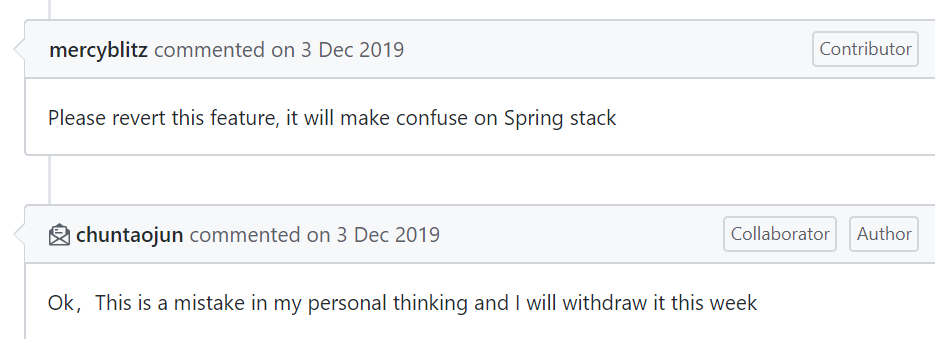 mercyblitz commented on 3 Dec 2019 Contributor
Please revert this feature, it will make confuse on Spring stack
chuntaojun commented on 3 Dec 2019 Collaborator Author
Ok，This is a mistake in my personal thinking and I will withdraw it this week